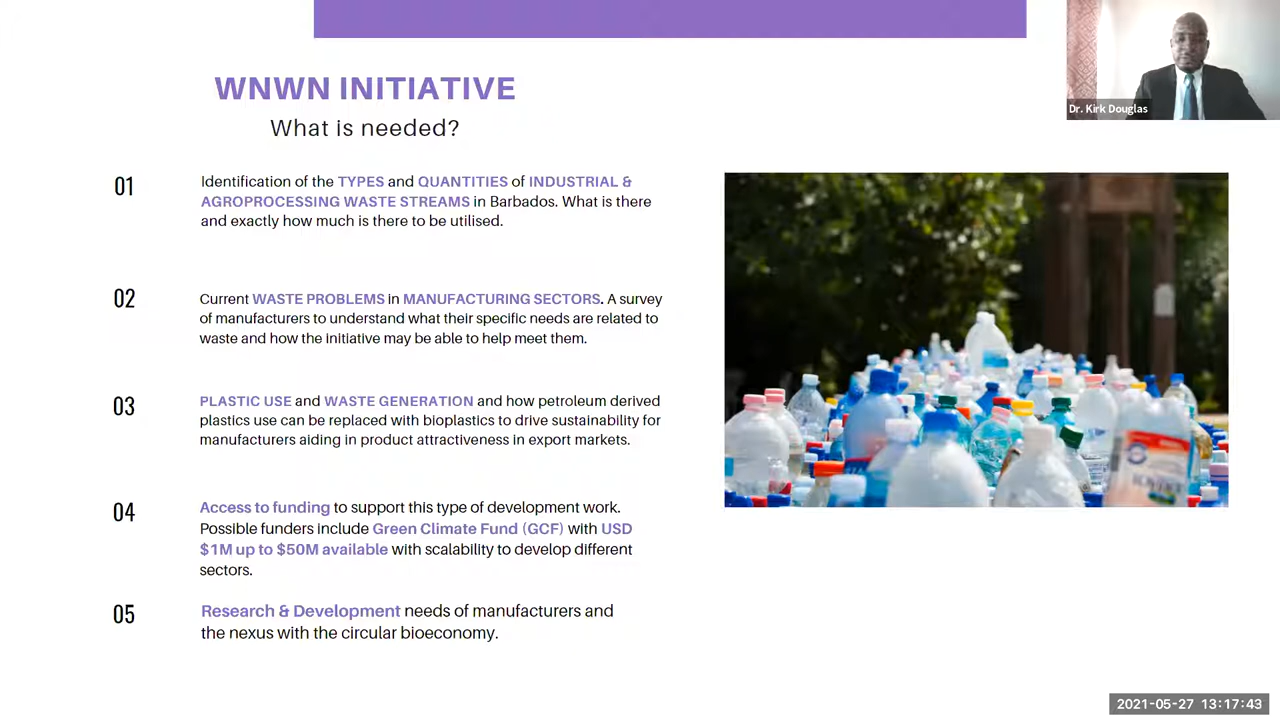 WNWN INITIATIVE
What is needed?
01
Identification of the TYPES and QUANTITIES of INDUSTRIAL &
AGROPROCESSING WASTE STREAMS in Barbados. What is there
and exactly how much is there to be utilised.
02
Current WASTE PROBLEMS in MANUFACTURING SECTORS. A survey
of manufacturers to understand what their specific needs are related to
waste and how the initiative may be able to help meet them.
03
PLASTIC USE and WASTE GENERATION and how petroleum derived
plastics use can be replaced with bioplastics to drive sustainability for
manufacturers aiding in product attractiveness in export markets.
04
Access to funding to support this type of development work.
Possible funders include Green Climate Fund (GCF) with USD
$1M up to $50M available with scalability to develop different
sectors.
05
Research & Development needs of manufacturers and
the nexus with the circular bioeconomy.
Dr. Kirk Douglas
2021-05-27 13:17:43